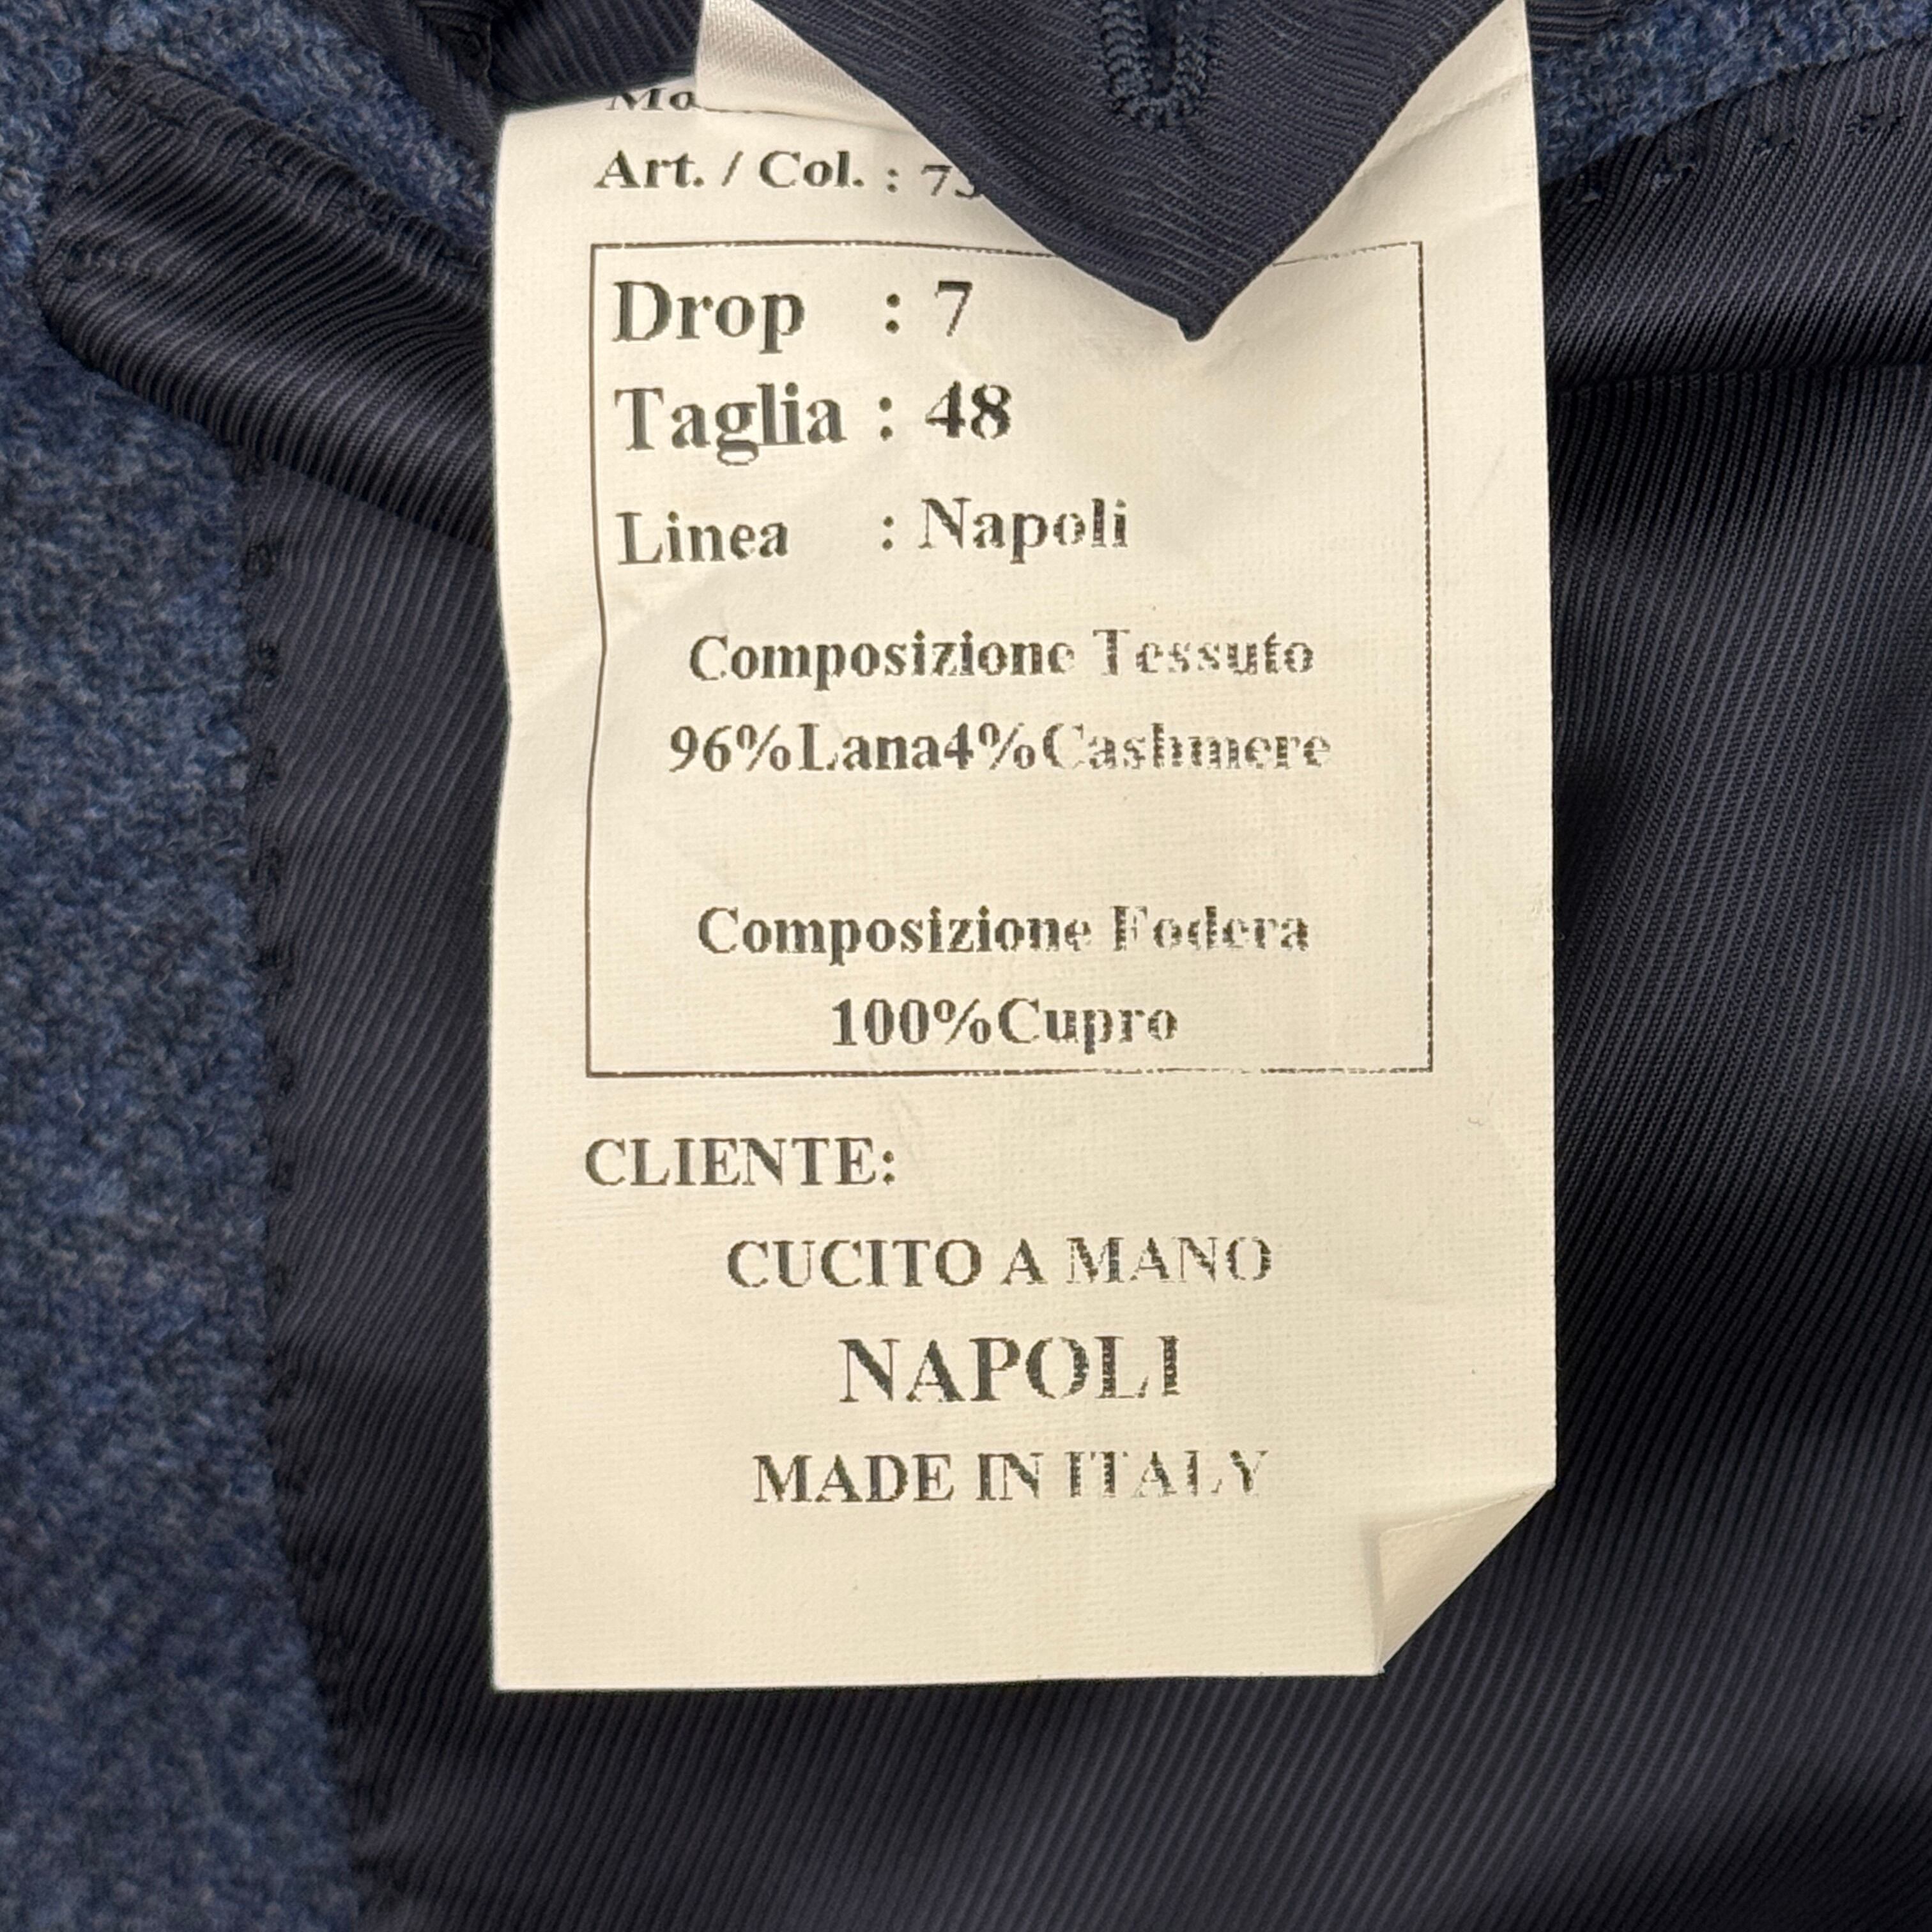 Art. / Col. : 73
Drop : 7
Taglia : 48
Linea : Napoli
Composizione Tessuto
96%Lana4%Cashmere
Composizione Fodera
100%Cupro
CLIENTE:
CUCITO A MANO
NAPOLI
MADE IN ITALY